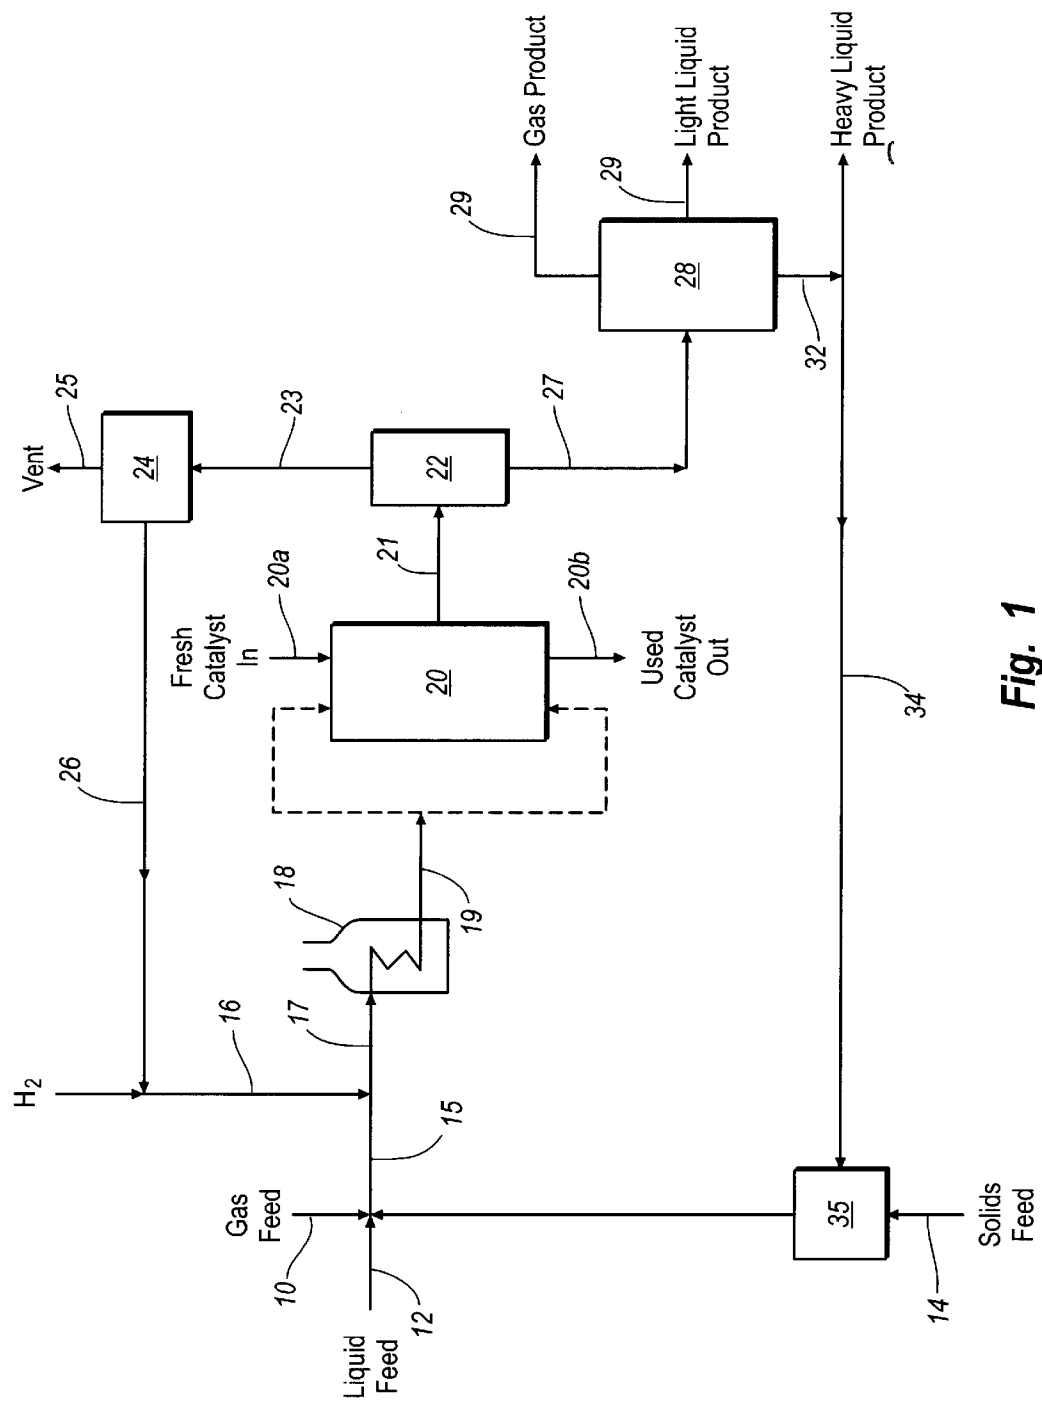 Vent
25
24
23
22
27
21
26
H2
16
Fresh
Catalyst
In
20a
20
20b
Used
Catalyst
Out
18
19
17
15
Gas
Feed
10
Liquid
Feed
12
29
Gas Product
29
Light Liquid
Product
28
32
Heavy Liquid
Product
34
35
14
Solids
Feed
Fig. 1